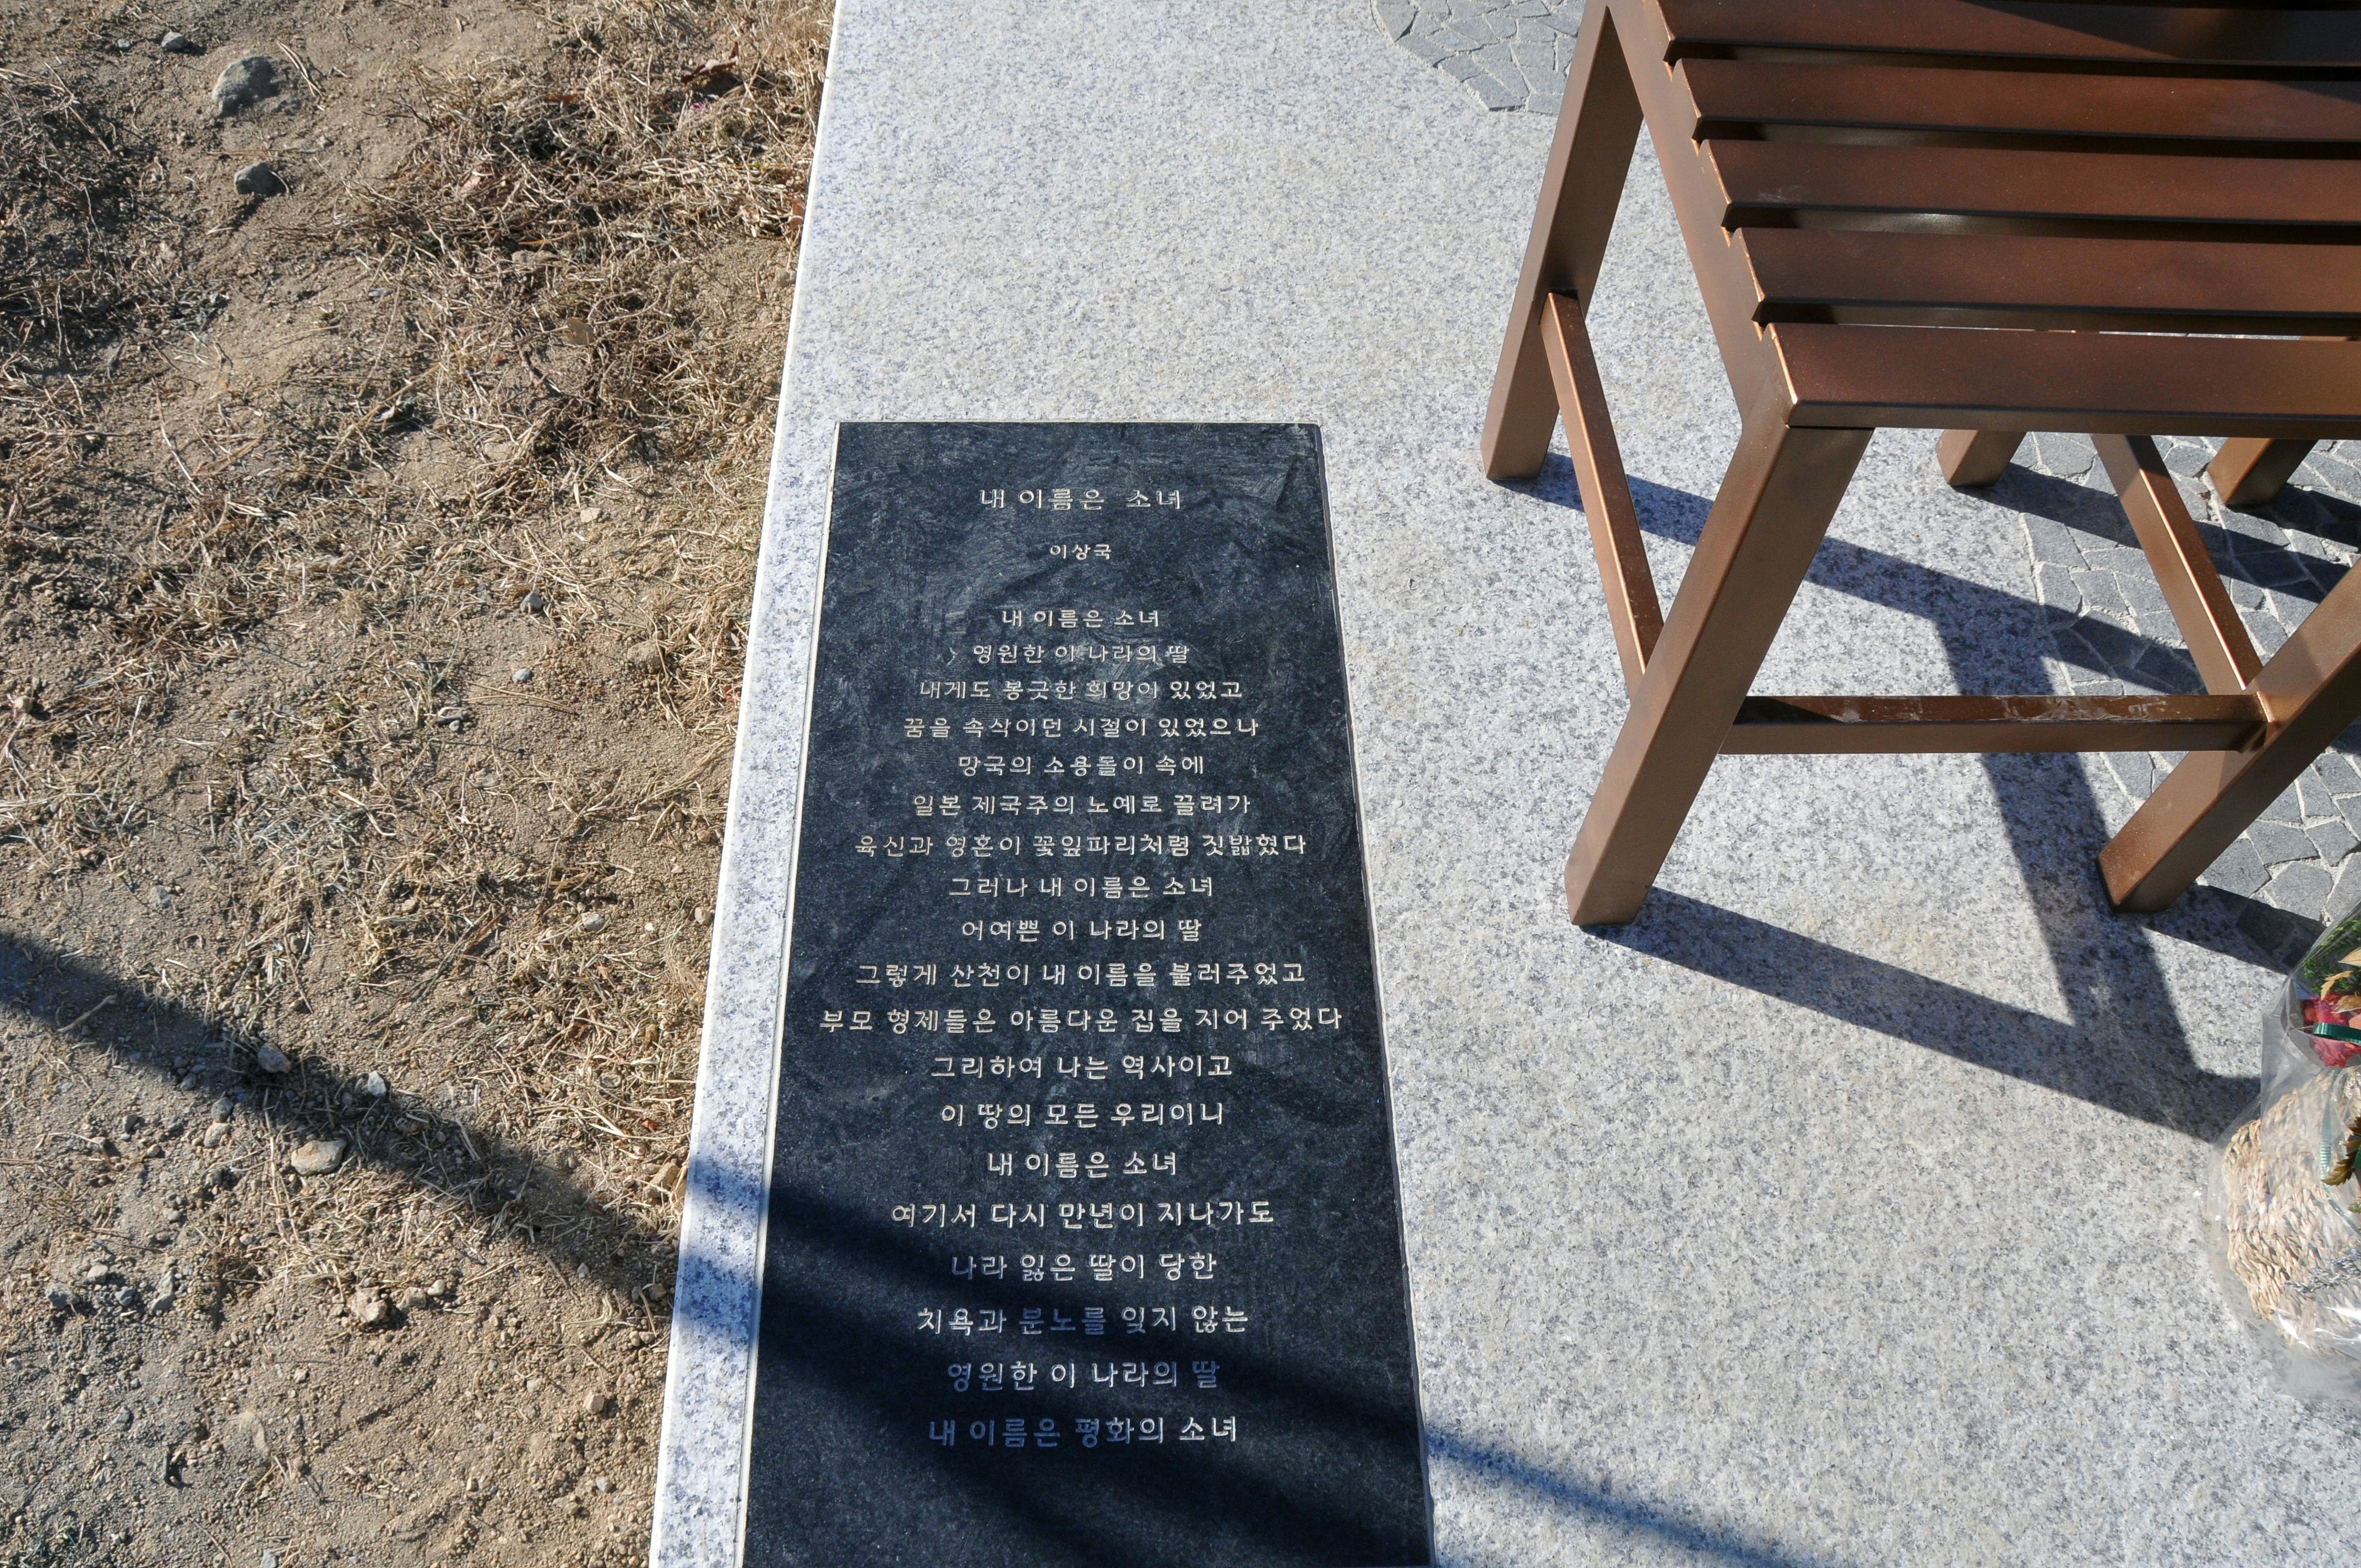 내 이름은 소녀
이상국
내 이름은 소녀
영원한 이 나라의 딸
내게도 봉긋한 희망이 있었고
꿈을 속삭이던 시절이 있었으나
망국의 소용돌이 속에
일본 제국주의 노예로 끌려가
육신과 영혼이 꽃잎파리처럼 짓밟혔다
그러나 내 이름은 소녀
어여쁜 이 나라의 딸
그렇게 산천이 내 이름을 불러주었고
부모 형제들은 아름다운 집을 지어 주었다
그리하여 나는 역사이고
이 땅의 모든 우리이니
내 이름은 소녀
여기서 다시 만년이 지나가도
나라 잃은 딸이 당한
치욕과 분노를 잊지 않는
영원한 이 나라의 딸
내 이름은 평화의 소녀